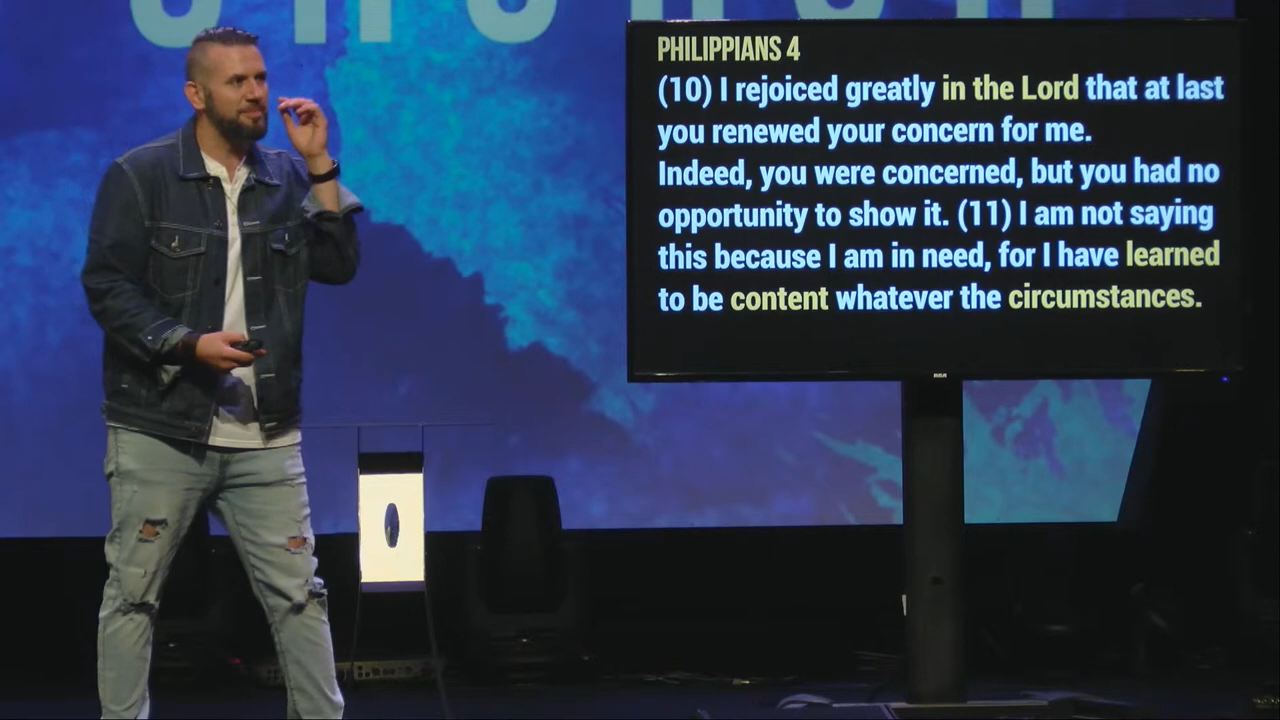 CHURCH
PHILIPPIANS 4
(10) I rejoiced greatly in the Lord that at last
you renewed your concern for me.
Indeed, you were concerned, but you had no
opportunity to show it. (11) I am not saying
this because I am in need, for I have learned
to be content whatever the circumstances.
RCA